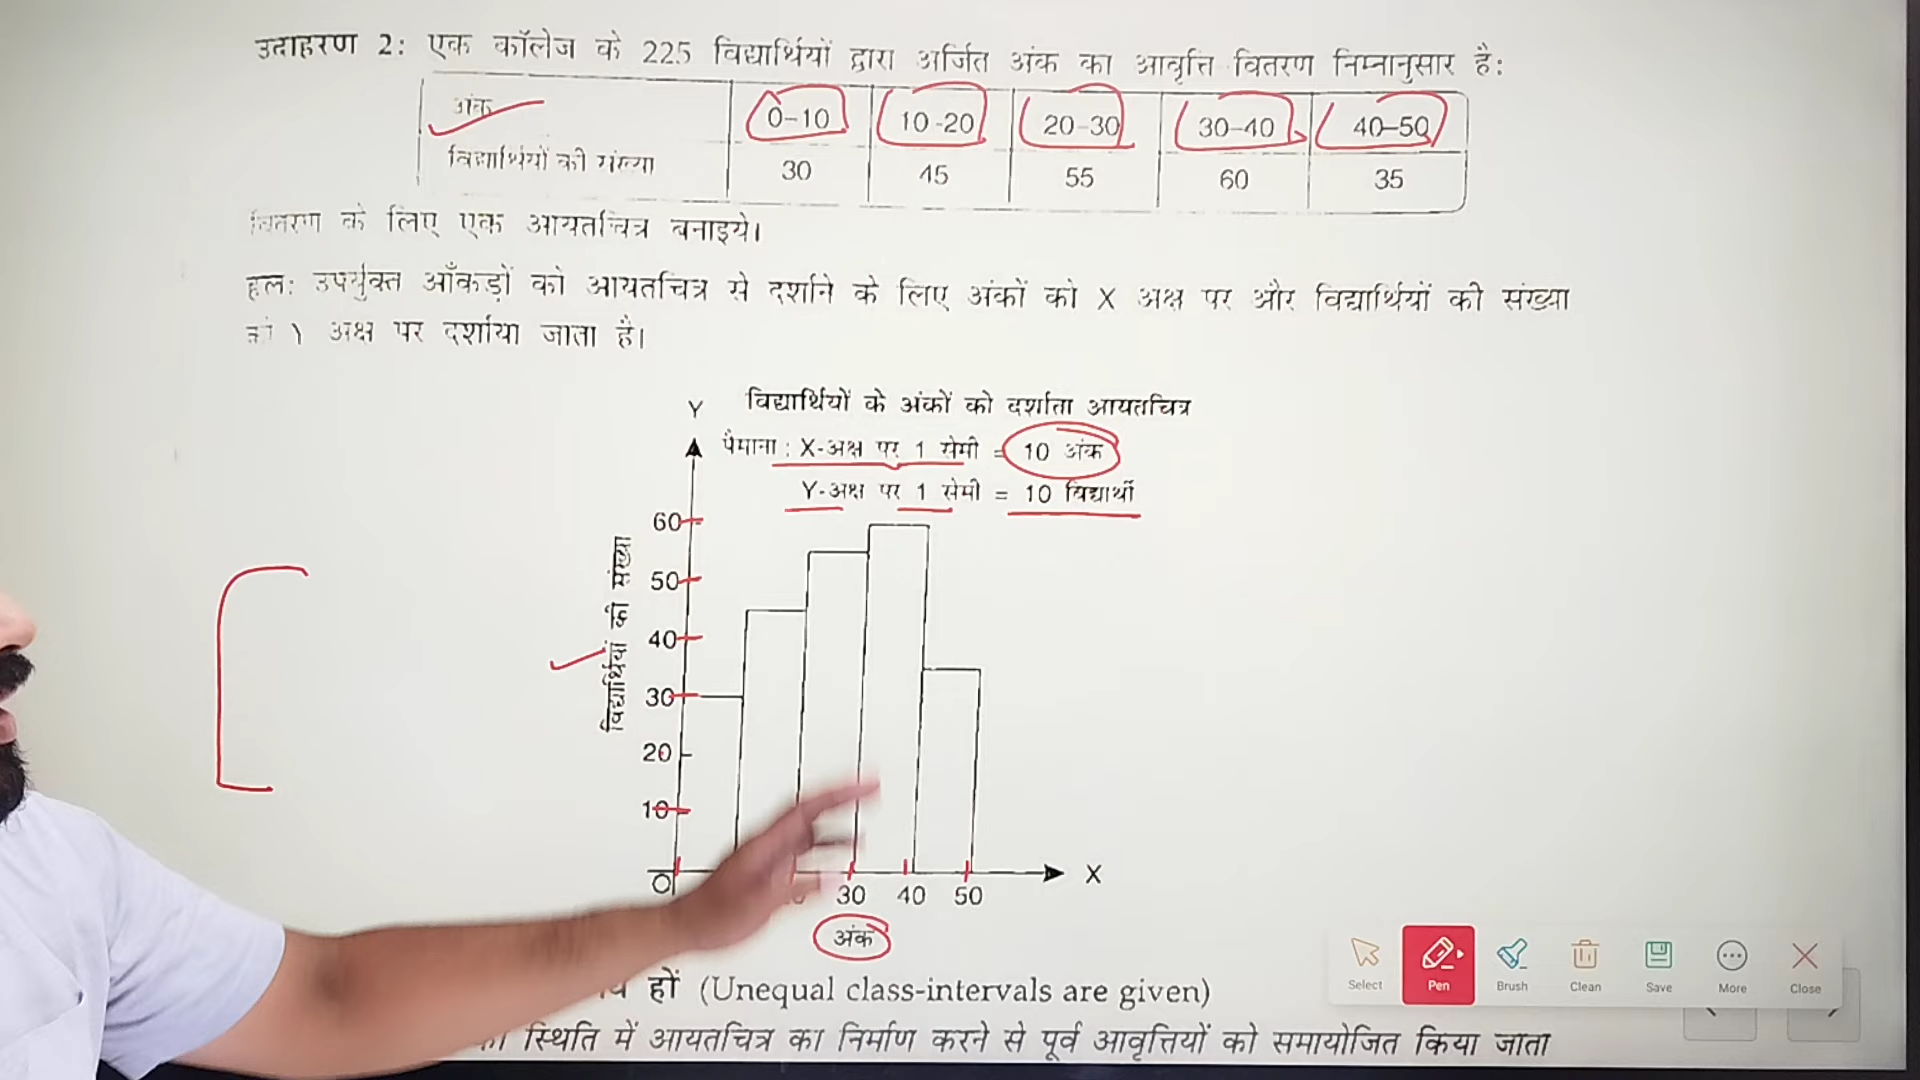 उदाहरण 2: एक कॉलेज के 225 विद्यार्थियों द्वारा अर्जित अंक का आवृत्ति वितरण निम्नानुसार है:
अंक 0-10 10-20 20-30 30-40 40-50
विद्यार्थियों की संख्या 30 45 55 60 35
वितरण के लिए एक आयतचित्र बनाइये।
हल: उपर्युक्त आँकड़ों को आयतचित्र से दर्शाने के लिए अंकों को X अक्ष पर और विद्यार्थियों की संख्या
को अक्ष पर दर्शाया जाता है।
Y विद्यार्थियों के अंकों को दर्शाता आयतचित्र
पैमाना : X-अक्ष पर 1 सेमी = 10 अंक
Y-अक्ष पर 1 सेमी = 10 विद्यार्थी
60
50
40
30
20
10
विद्यार्थियों की संख्या
O
30 40 50
X
अंक
हों (Unequal class-intervals are given)
स्थिति में आयतचित्र का निर्माण करने से पूर्व आवृत्तियों को समायोजित किया जाता
Select Pen Brush Clean Save More Close